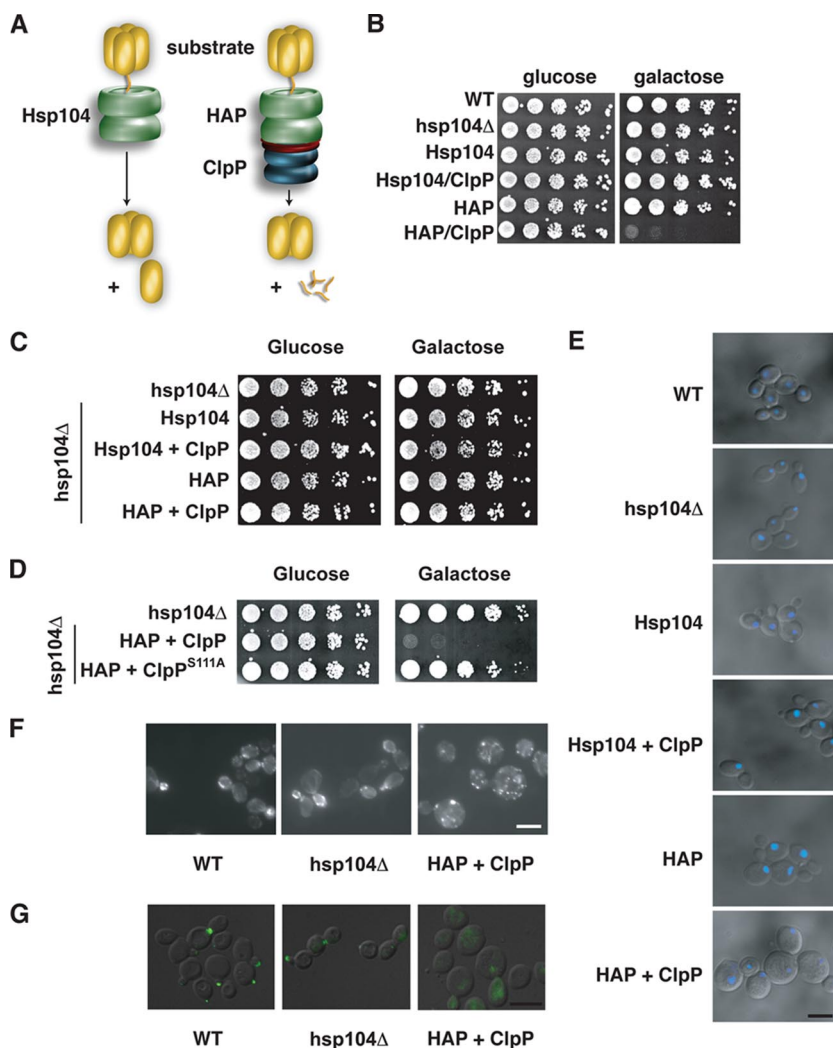 A
substrate
Hsp104
HAP
ClpP
+
+
B
glucose
galactose
WT
hsp104Δ
Hsp104
Hsp104/ClpP
HAP
HAP/ClpP
C
Glucose
Galactose
hsp104Δ
hsp104Δ
Hsp104
Hsp104 + ClpP
HAP
HAP + ClpP
D
Glucose
Galactose
hsp104Δ
hsp104Δ
HAP + ClpP
HAP + ClpP^S111A
E
WT
hsp104Δ
Hsp104
Hsp104 + ClpP
HAP
HAP + ClpP
F
WT
hsp104Δ
HAP + ClpP
G
WT
hsp104Δ
HAP + ClpP